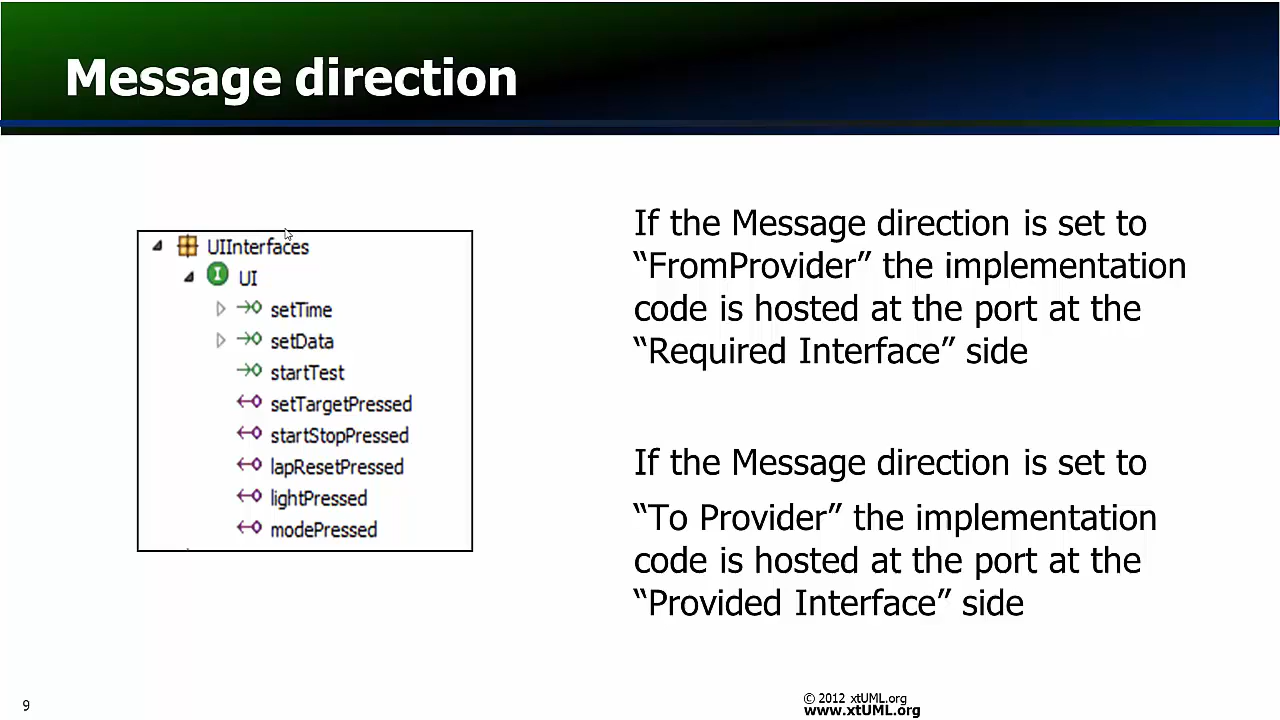 Message direction
UIInterfaces
UI
setTime
setData
startTest
setTargetPressed
startStopPressed
lapResetPressed
lightPressed
modePressed
If the Message direction is set to
“FromProvider” the implementation
code is hosted at the port at the
“Required Interface” side
If the Message direction is set to
“To Provider” the implementation
code is hosted at the port at the
“Provided Interface” side
9
© 2012 xtUML.org
www.xtUML.org